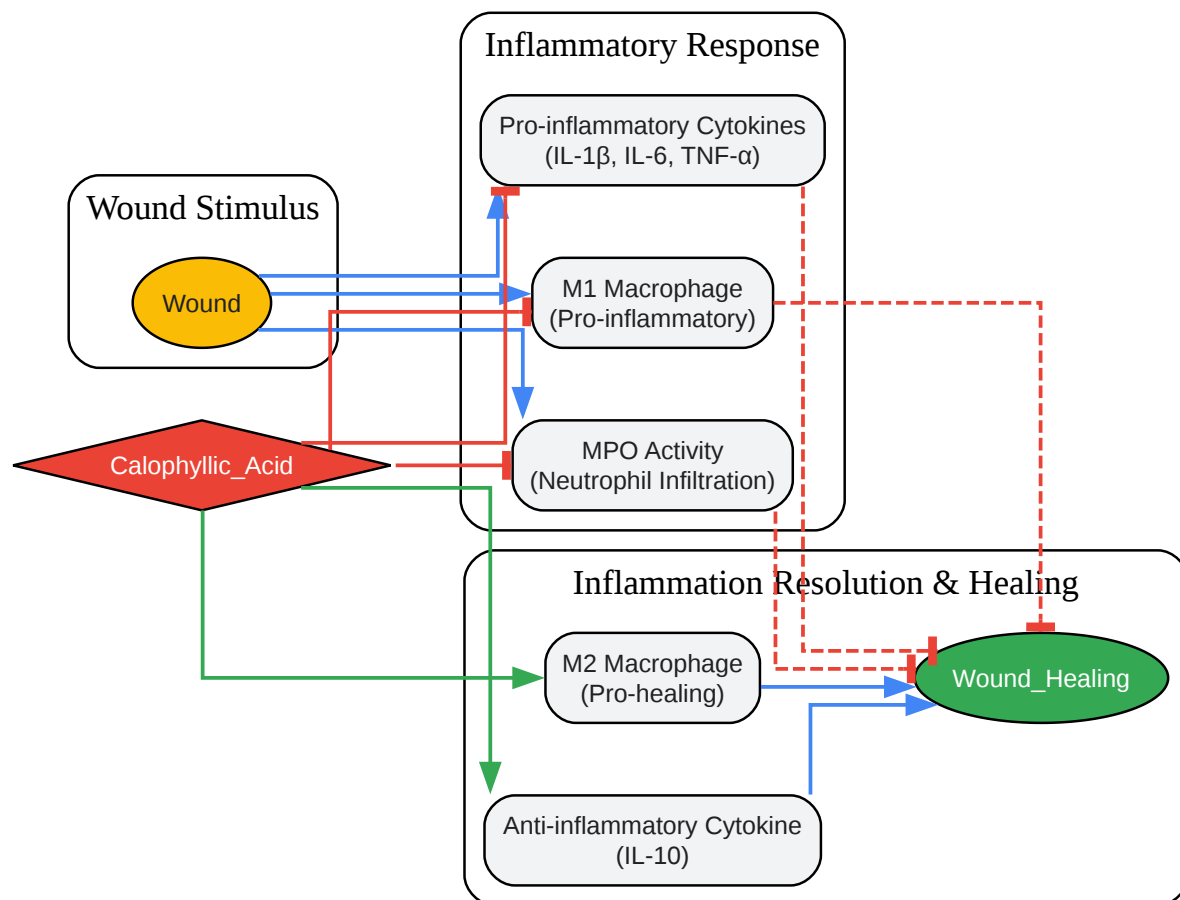 Inflammatory Response
Pro-inflammatory Cytokines
(IL-1β, IL-6, TNF-α)
Wound Stimulus
Wound
M1 Macrophage
(Pro-inflammatory)
Calophyllic_Acid
MPO Activity
(Neutrophil Infiltration)
Inflammation Resolution & Healing
M2 Macrophage
(Pro-healing)
Wound_Healing
Anti-inflammatory Cytokine
(IL-10)